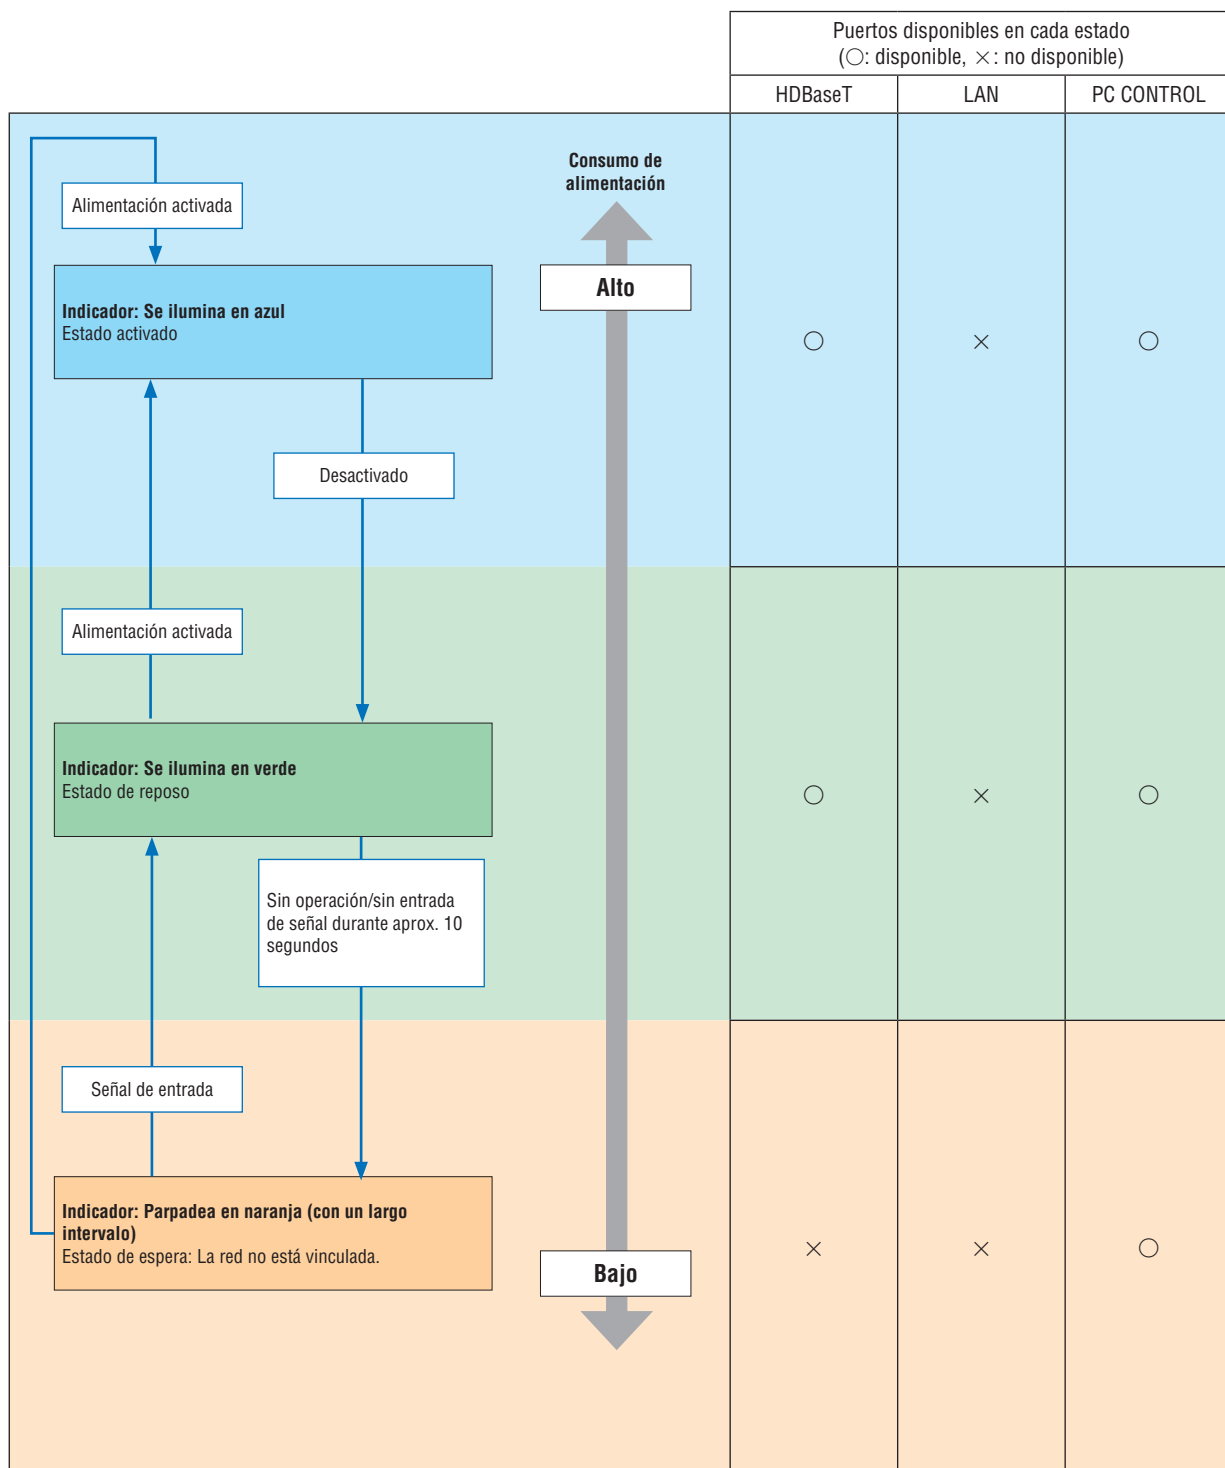 Puertos disponibles en cada estado
(○: disponible, ×: no disponible)
HDBaseT
LAN
PC CONTROL
Consumo de
alimentación
Alimentación activada
Alto
Indicador: Se ilumina en azul
Estado activado
○
×
○
Desactivado
Alimentación activada
Indicador: Se ilumina en verde
Estado de reposo
○
×
○
Sin operación/sin entrada
de señal durante aprox. 10
segundos
Señal de entrada
Indicador: Parpadea en naranja (con un largo
intervalo)
Estado de espera: La red no está vinculada.
×
×
○
Bajo